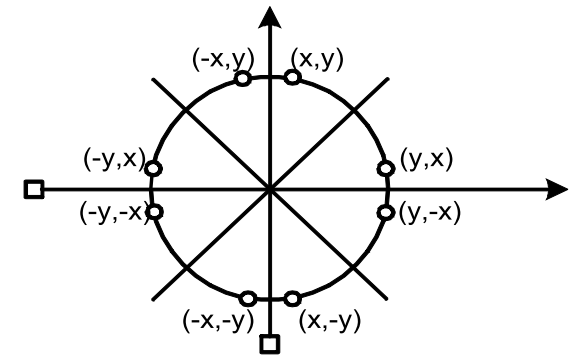 (-x,y) (x,y)
(-y,x) (y,x)
(-y,-x) (y,-x)
(-x,-y) (x,-y)